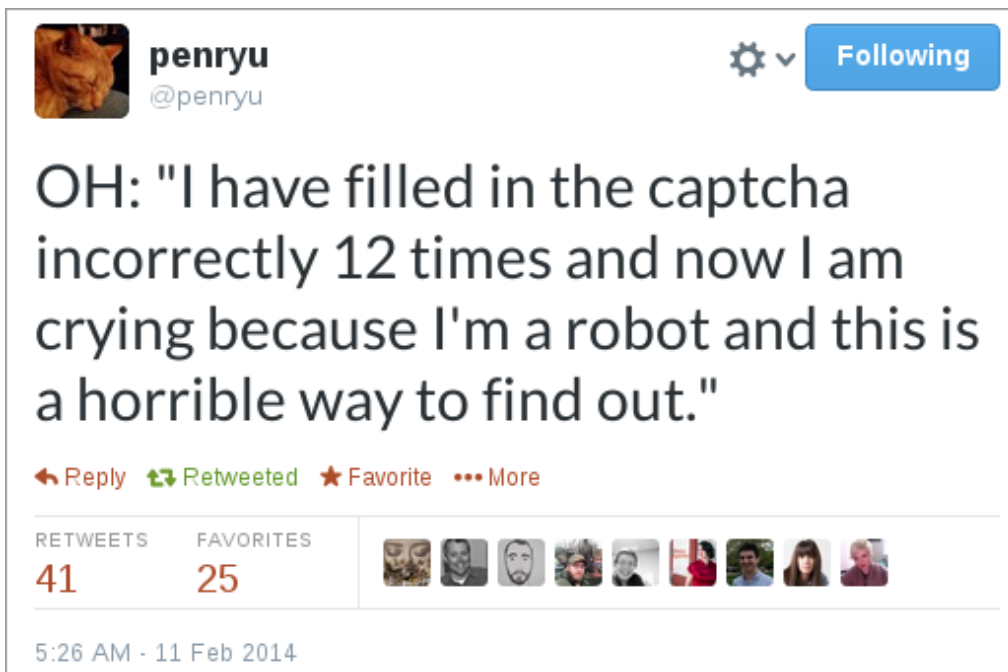 penryu
@penryu
Following
OH: "I have filled in the captcha
incorrectly 12 times and now I am
crying because I'm a robot and this is
a horrible way to find out."
Reply Retweeted Favorite More
RETWEETS FAVORITES
41 25
5:26 AM - 11 Feb 2014